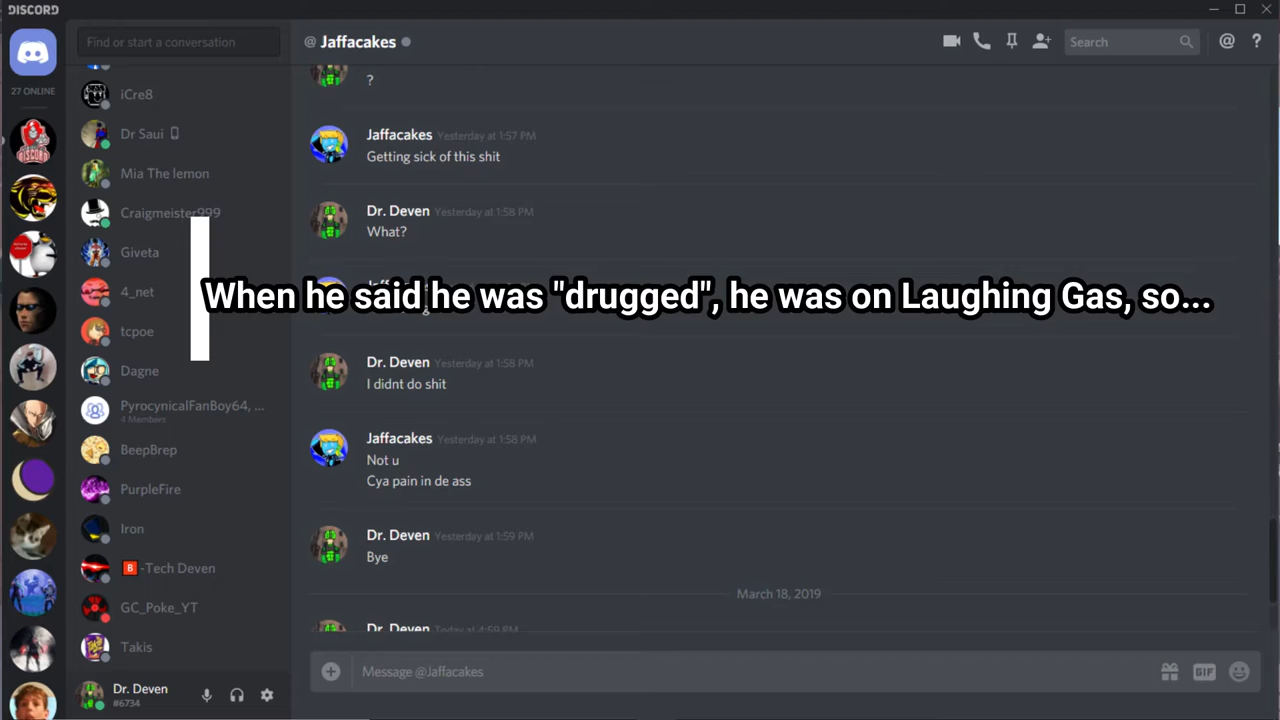 DISCORD
Find or start a conversation
@ Jaffacakes
Search
@
?
27 ONLINE
iCre8
Dr Saui
Mia The lemon
Craigmeister999
Giveta
4_net
tcpoe
Dagne
PyrocynicalFanBoy64, ...
4 Members
BeepBrep
PurpleFire
Iron
B -Tech Deven
GC_Poke_YT
Takis
Dr. Deven
#6734
?
Jaffacakes Yesterday at 1:57 PM
Getting sick of this shit
Dr. Deven Yesterday at 1:58 PM
What?
When he said he was "drugged", he was on Laughing Gas, so...
Dr. Deven Yesterday at 1:58 PM
I didnt do shit
Jaffacakes Yesterday at 1:58 PM
Not u
Cya pain in de ass
Dr. Deven Yesterday at 1:59 PM
Bye
March 18, 2019
Dr. Deven Today at 4:59 PM
Message @Jaffacakes
GIF
DISCORD